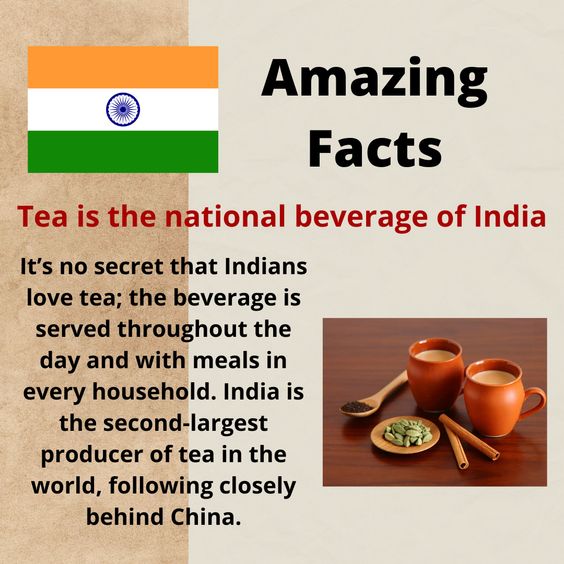 Amazing
Facts
Tea is the national beverage of India
It’s no secret that Indians
love tea; the beverage is
served throughout the
day and with meals in
every household. India is
the second-largest
producer of tea in the
world, following closely
behind China.